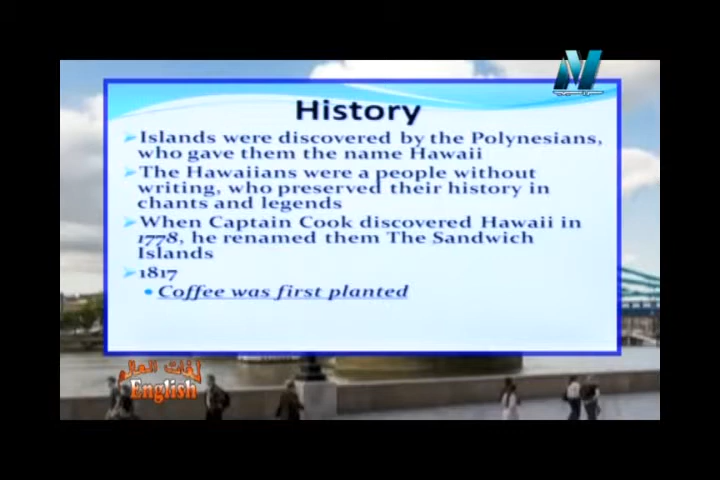 History
Islands were discovered by the Polynesians,
who gave them the name Hawaii
The Hawaiians were a people without
writing, who preserved their history in
chants and legends
When Captain Cook discovered Hawaii in
1778, he renamed them The Sandwich
Islands
1817
Coffee was first planted
لغات العالم
English